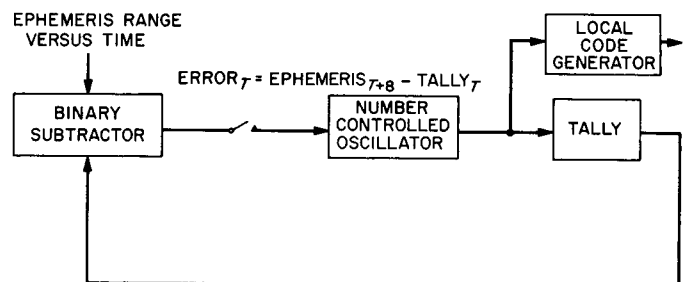 EPHEMERIS RANGE
VERSUS TIME
LOCAL
CODE
GENERATOR
ERRORT = EPHEMERIST+8 − TALLYT
BINARY
SUBTRACTOR
NUMBER
CONTROLLED
OSCILLATOR
TALLY